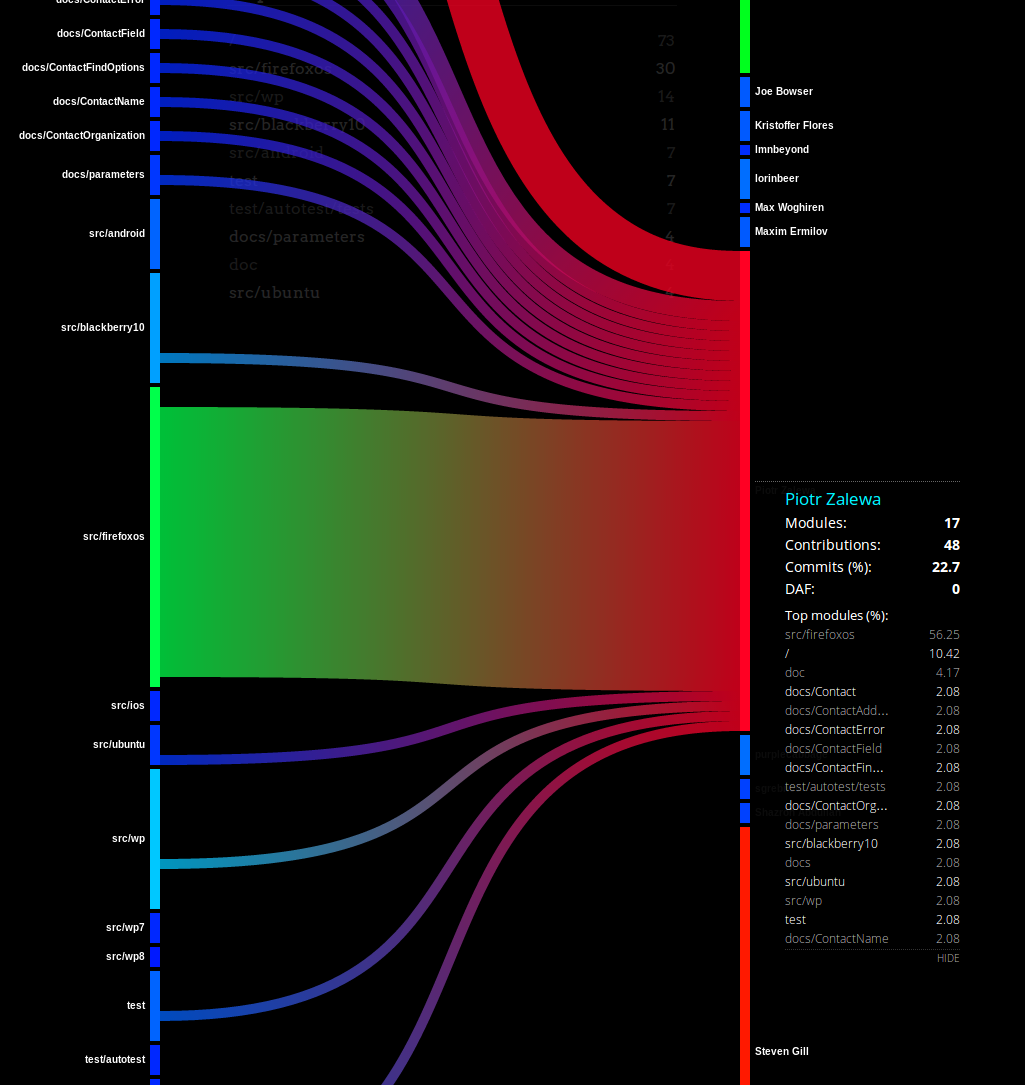 docs/ContactError
docs/ContactField
docs/ContactFindOptions
docs/ContactName
docs/ContactOrganization
docs/parameters
src/android
src/blackberry10
src/firefoxos
src/ios
src/ubuntu
src/wp
src/wp7
src/wp8
test
test/autotest
/ 73
src/firefoxos 30
src/wp 14
src/blackberry10 11
src/android 7
test 7
test/autotest/tests 7
docs/parameters 4
doc
src/ubuntu
Joe Bowser
Kristoffer Flores
lmnbeyond
lorinbeer
Max Woghiren
Maxim Ermilov
Piotr Zalewa
Piotr Zalewa
Modules: 17
Contributions: 48
Commits (%): 22.7
DAF: 0
Top modules (%):
src/firefoxos 56.25
/ 10.42
doc 4.17
docs/Contact 2.08
docs/ContactAdd... 2.08
docs/ContactError 2.08
docs/ContactField 2.08
docs/ContactFin... 2.08
test/autotest/tests 2.08
docs/ContactOrg... 2.08
docs/parameters 2.08
src/blackberry10 2.08
docs 2.08
src/ubuntu 2.08
src/wp 2.08
test 2.08
docs/ContactName 2.08
HIDE
Steven Gill